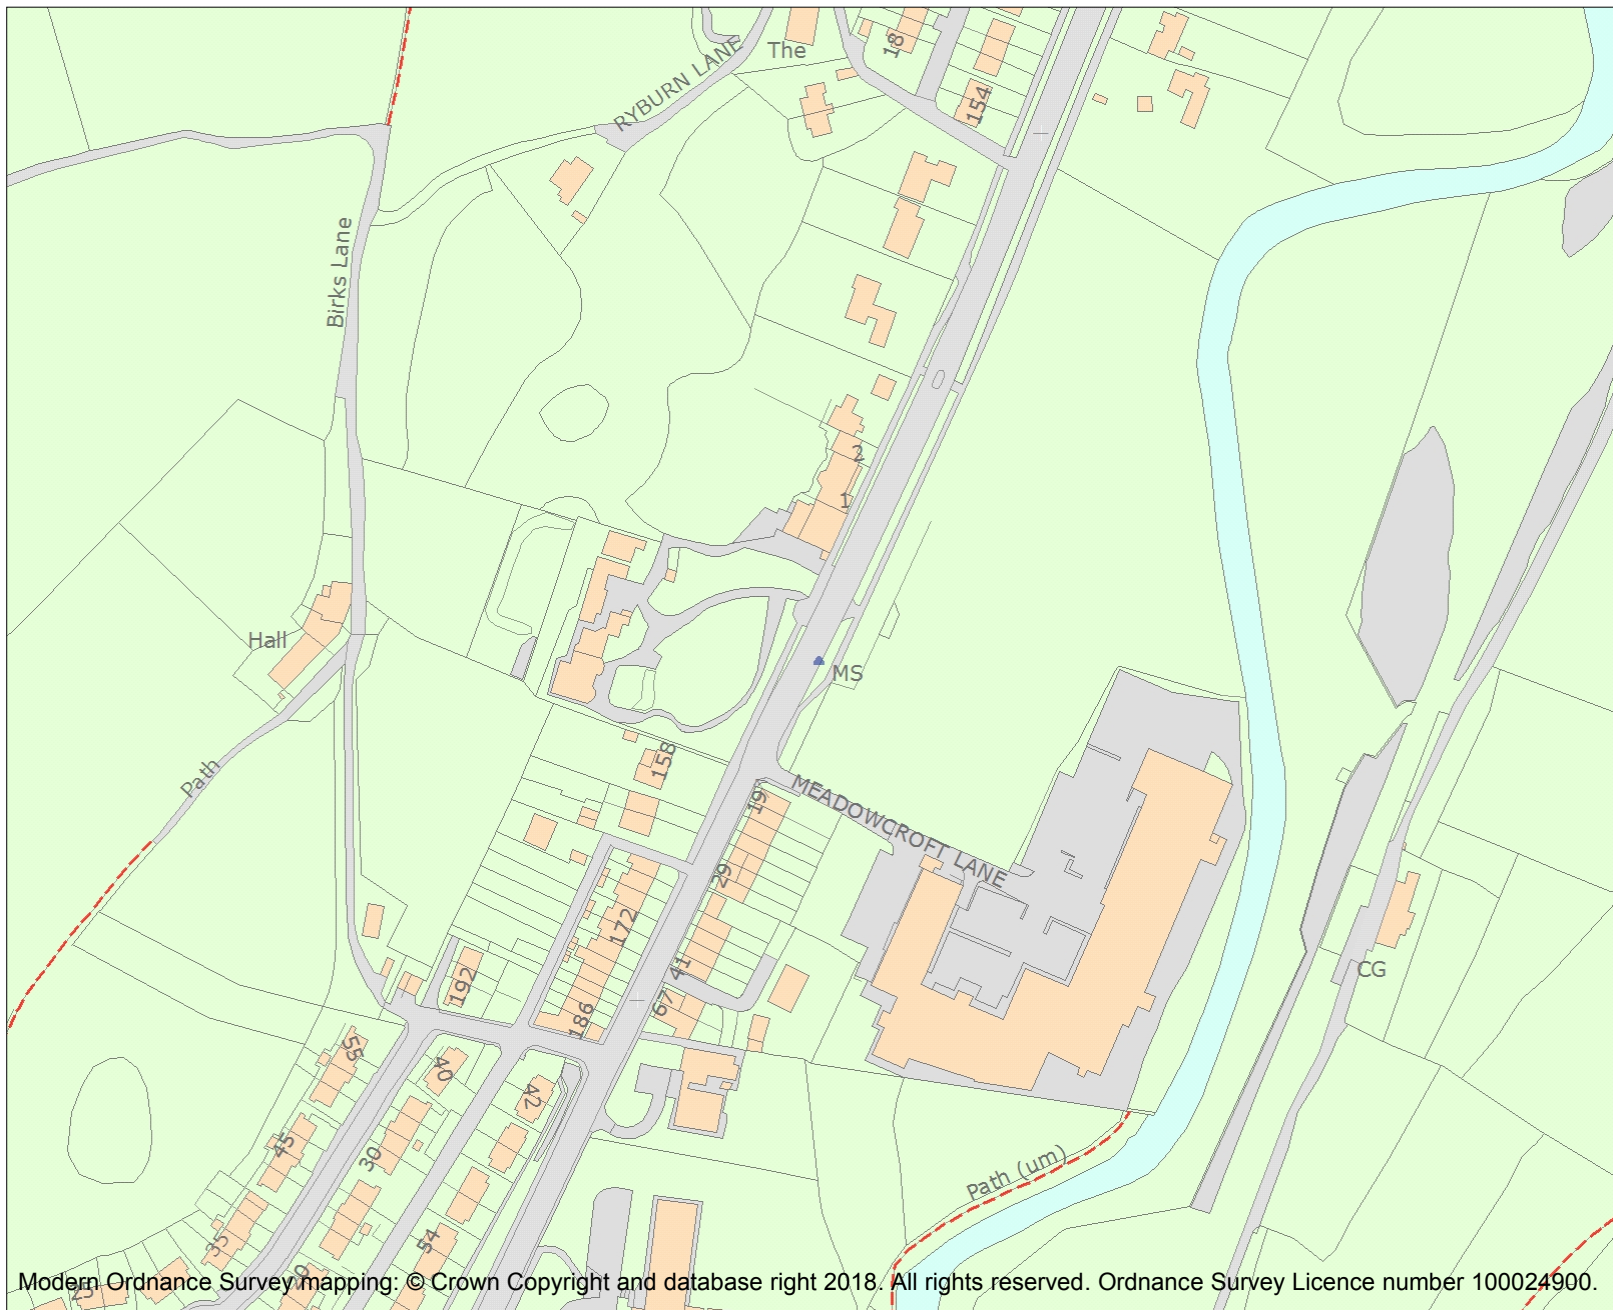 The
18
RYBURN LANE
154
Birks Lane
2
1
Hall
MS
158
Path
19
MEADOWCROFT LANE
29
172
41
192
CG
67
186
55
40
42
45
30
Path (um)
35
54
Modern Ordnance Survey mapping: © Crown Copyright and database right 2018. All rights reserved. Ordnance Survey Licence number 100024900.